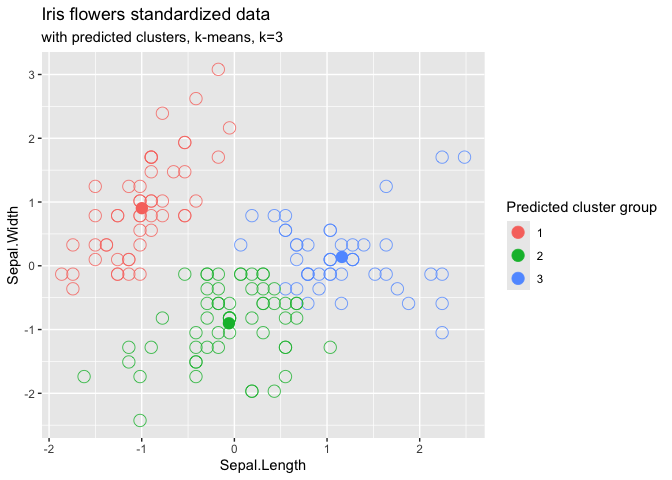 Iris flowers standardized data
with predicted clusters, k-means, k=3
3
2
1
0
-1
-2
Sepal.Width
-2
-1
0
1
2
Sepal.Length
Predicted cluster group
1
2
3